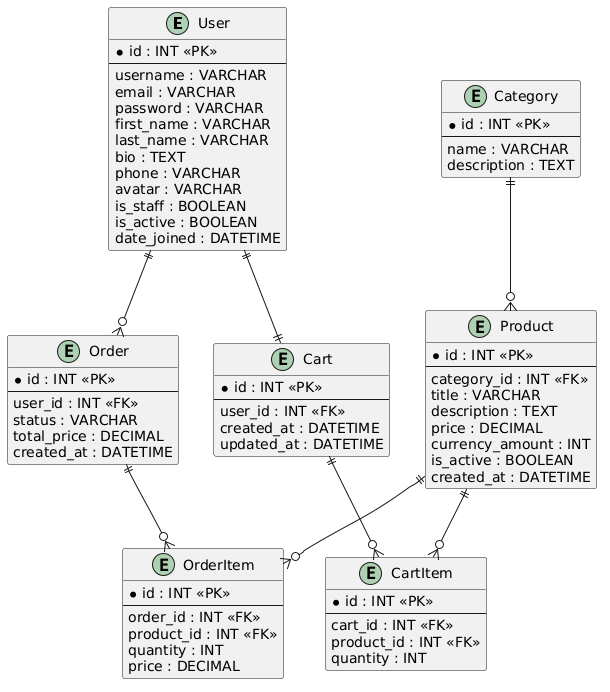 E User
* id : INT «PK»
username : VARCHAR
email : VARCHAR
password : VARCHAR
first_name : VARCHAR
last_name : VARCHAR
bio : TEXT
phone : VARCHAR
avatar : VARCHAR
is_staff : BOOLEAN
is_active : BOOLEAN
date_joined : DATETIME
E Category
* id : INT «PK»
name : VARCHAR
description : TEXT
E Order
* id : INT «PK»
user_id : INT «FK»
status : VARCHAR
total_price : DECIMAL
created_at : DATETIME
E Cart
* id : INT «PK»
user_id : INT «FK»
created_at : DATETIME
updated_at : DATETIME
E Product
* id : INT «PK»
category_id : INT «FK»
title : VARCHAR
description : TEXT
price : DECIMAL
currency_amount : INT
is_active : BOOLEAN
created_at : DATETIME
E OrderItem
* id : INT «PK»
order_id : INT «FK»
product_id : INT «FK»
quantity : INT
price : DECIMAL
E CartItem
* id : INT «PK»
cart_id : INT «FK»
product_id : INT «FK»
quantity : INT